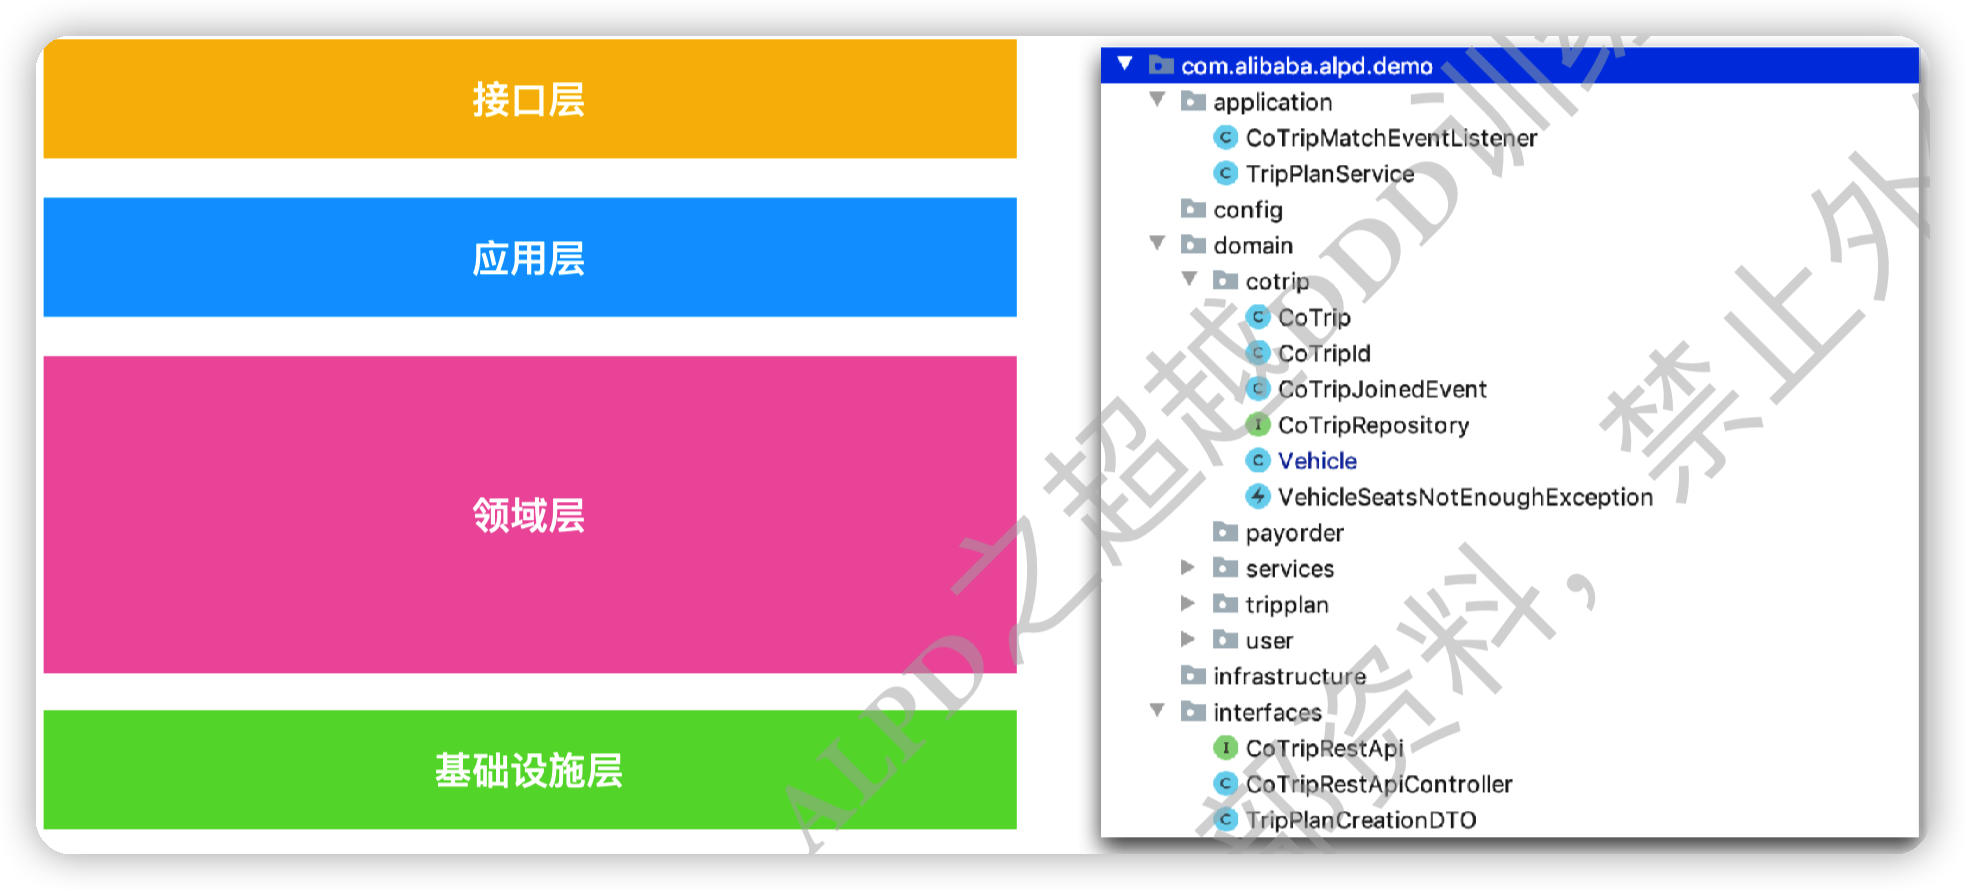 接口层
应用层
领域层
基础设施层
com.alibaba.alpd.demo
application
CoTripMatchEventListener
TripPlanService
config
domain
cotrip
CoTrip
CoTripId
CoTripJoinedEvent
CoTripRepository
Vehicle
VehicleSeatsNotEnoughException
payorder
services
tripplan
user
infrastructure
interfaces
CoTripRestApi
CoTripRestApiController
TripPlanCreationDTO
ALPD之超越DDD训
部资料，禁止外